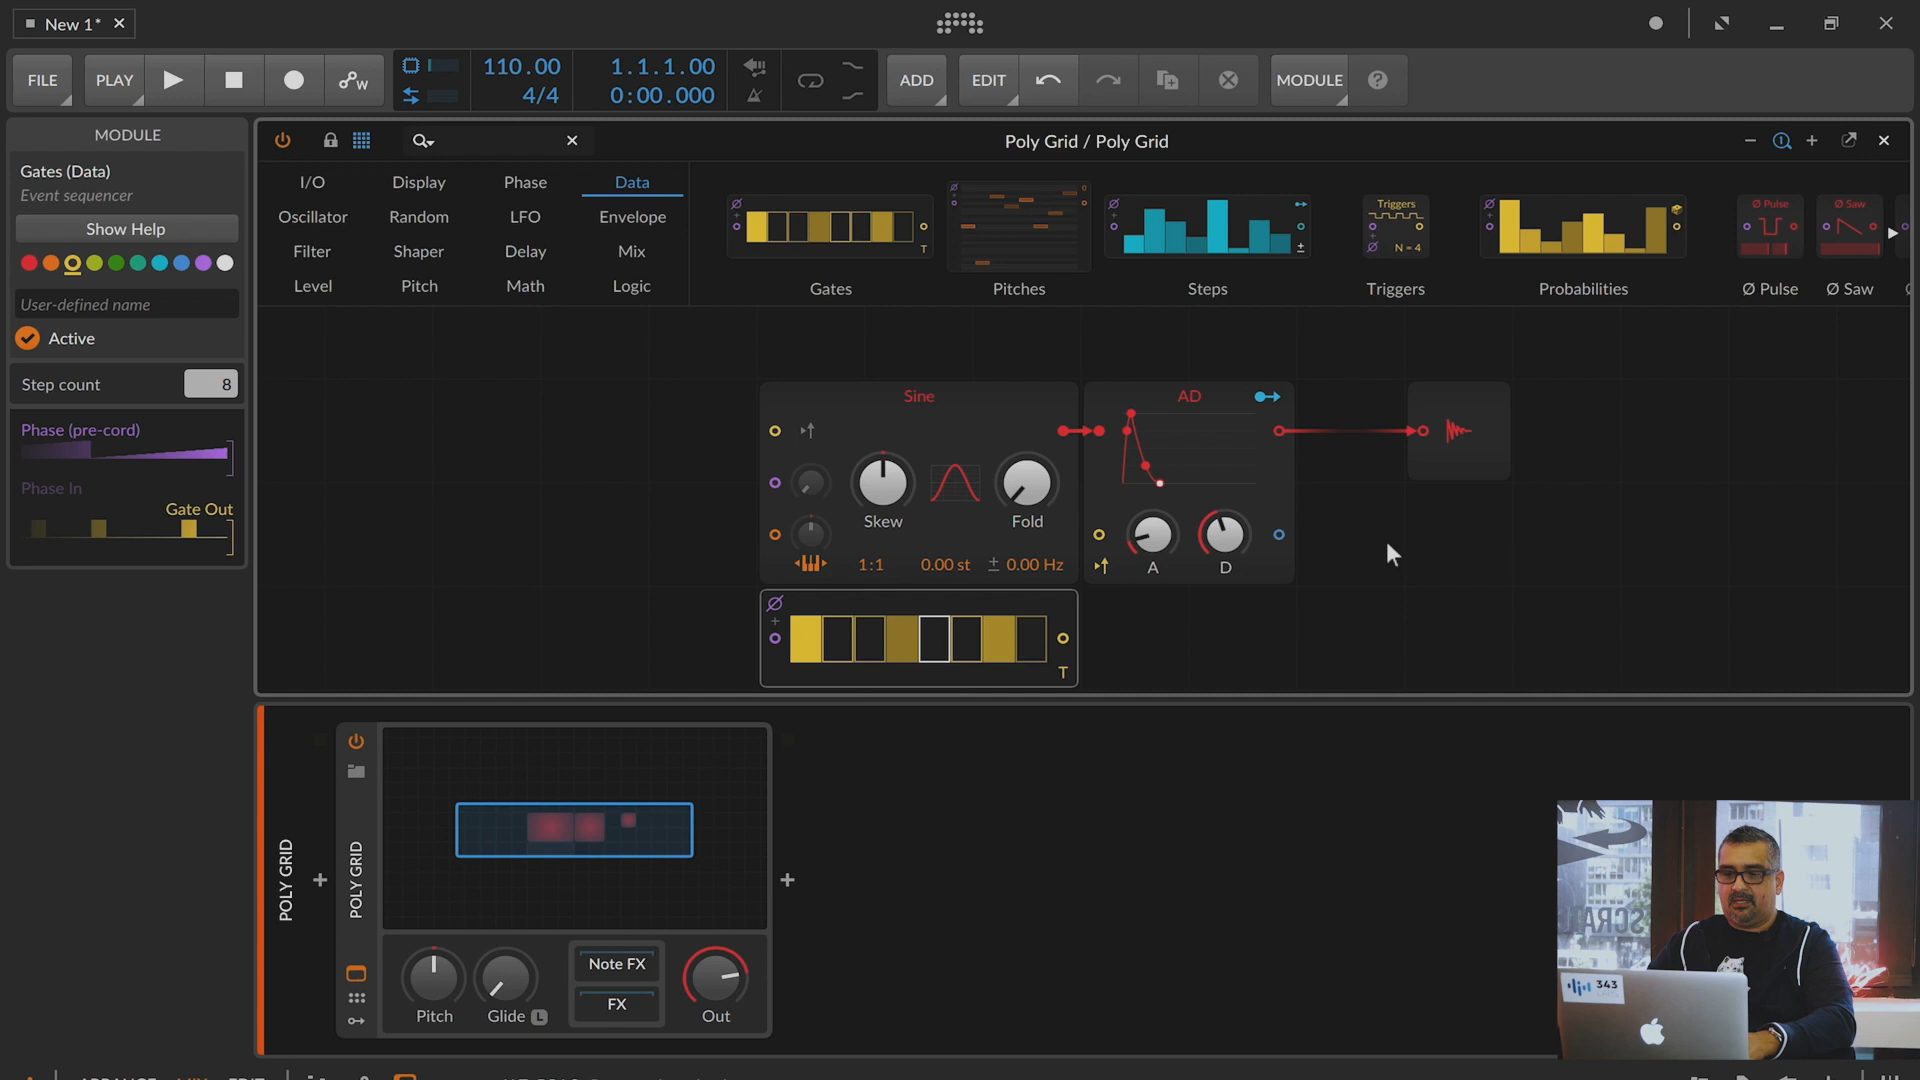 New 1*
FILE
PLAY
110.00
4/4
1.1.1.00
0:00.000
ADD
EDIT
MODULE
MODULE
Gates (Data)
Event sequencer
Show Help
User-defined name
Active
Step count 8
Phase (pre-cord)
Phase In
Gate Out
Poly Grid / Poly Grid
I/O Display Phase Data
Oscillator Random LFO Envelope
Filter Shaper Delay Mix
Level Pitch Math Logic
T
Gates
Pitches
±
Steps
Triggers
N = 4
Triggers
Probabilities
Ø Pulse
Ø Pulse
Ø Saw
Ø Saw
Sine
Skew
Fold
1:1 0.00 st ± 0.00 Hz
AD
A D
T
POLY GRID
POLY GRID
Pitch
Glide L
Note FX
FX
Out
343
LABS